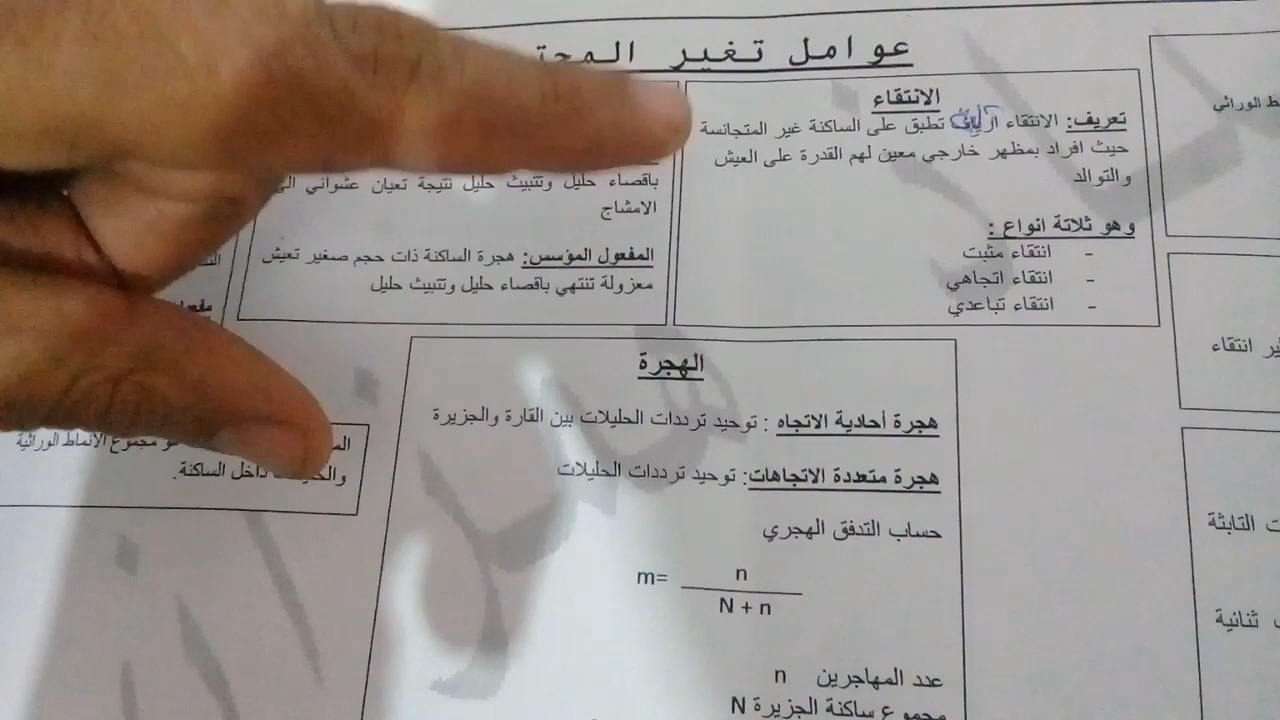 عوامل تغير
الانتقاء
تعريف: الانتقاء تطبق على الساكنة غير المتجانسة
حيث افراد بمظهر خارجي معين لهم القدرة على العيش
والتوالد
وهو ثلاثة انواع :
- انتقاء مثبت
- انتقاء اتجاهي
- انتقاء تباعدي
باقصاء حليل وتثبيث حليل نتيجة تعيان عشوائي
الامشاج
المفعول المؤسس: هجرة الساكنة ذات حجم صغير تعيش
معزولة تنتهي باقصاء حليل وتثبيث حليل
الهجرة
هجرة أحادية الاتجاه : توحيد ترددات الحليلات بين القارة والجزيرة
هجرة متعددة الاتجاهات: توحيد ترددات الحليلات
حساب التدفق الهجري
m= n
N + n
عدد المهاجرين n
مجموع ساكنة الجزيرة N
مجموع الانماط الوراثية
داخل الساكنة.
الوراثي
انتقاء
التابثة
ثنائية